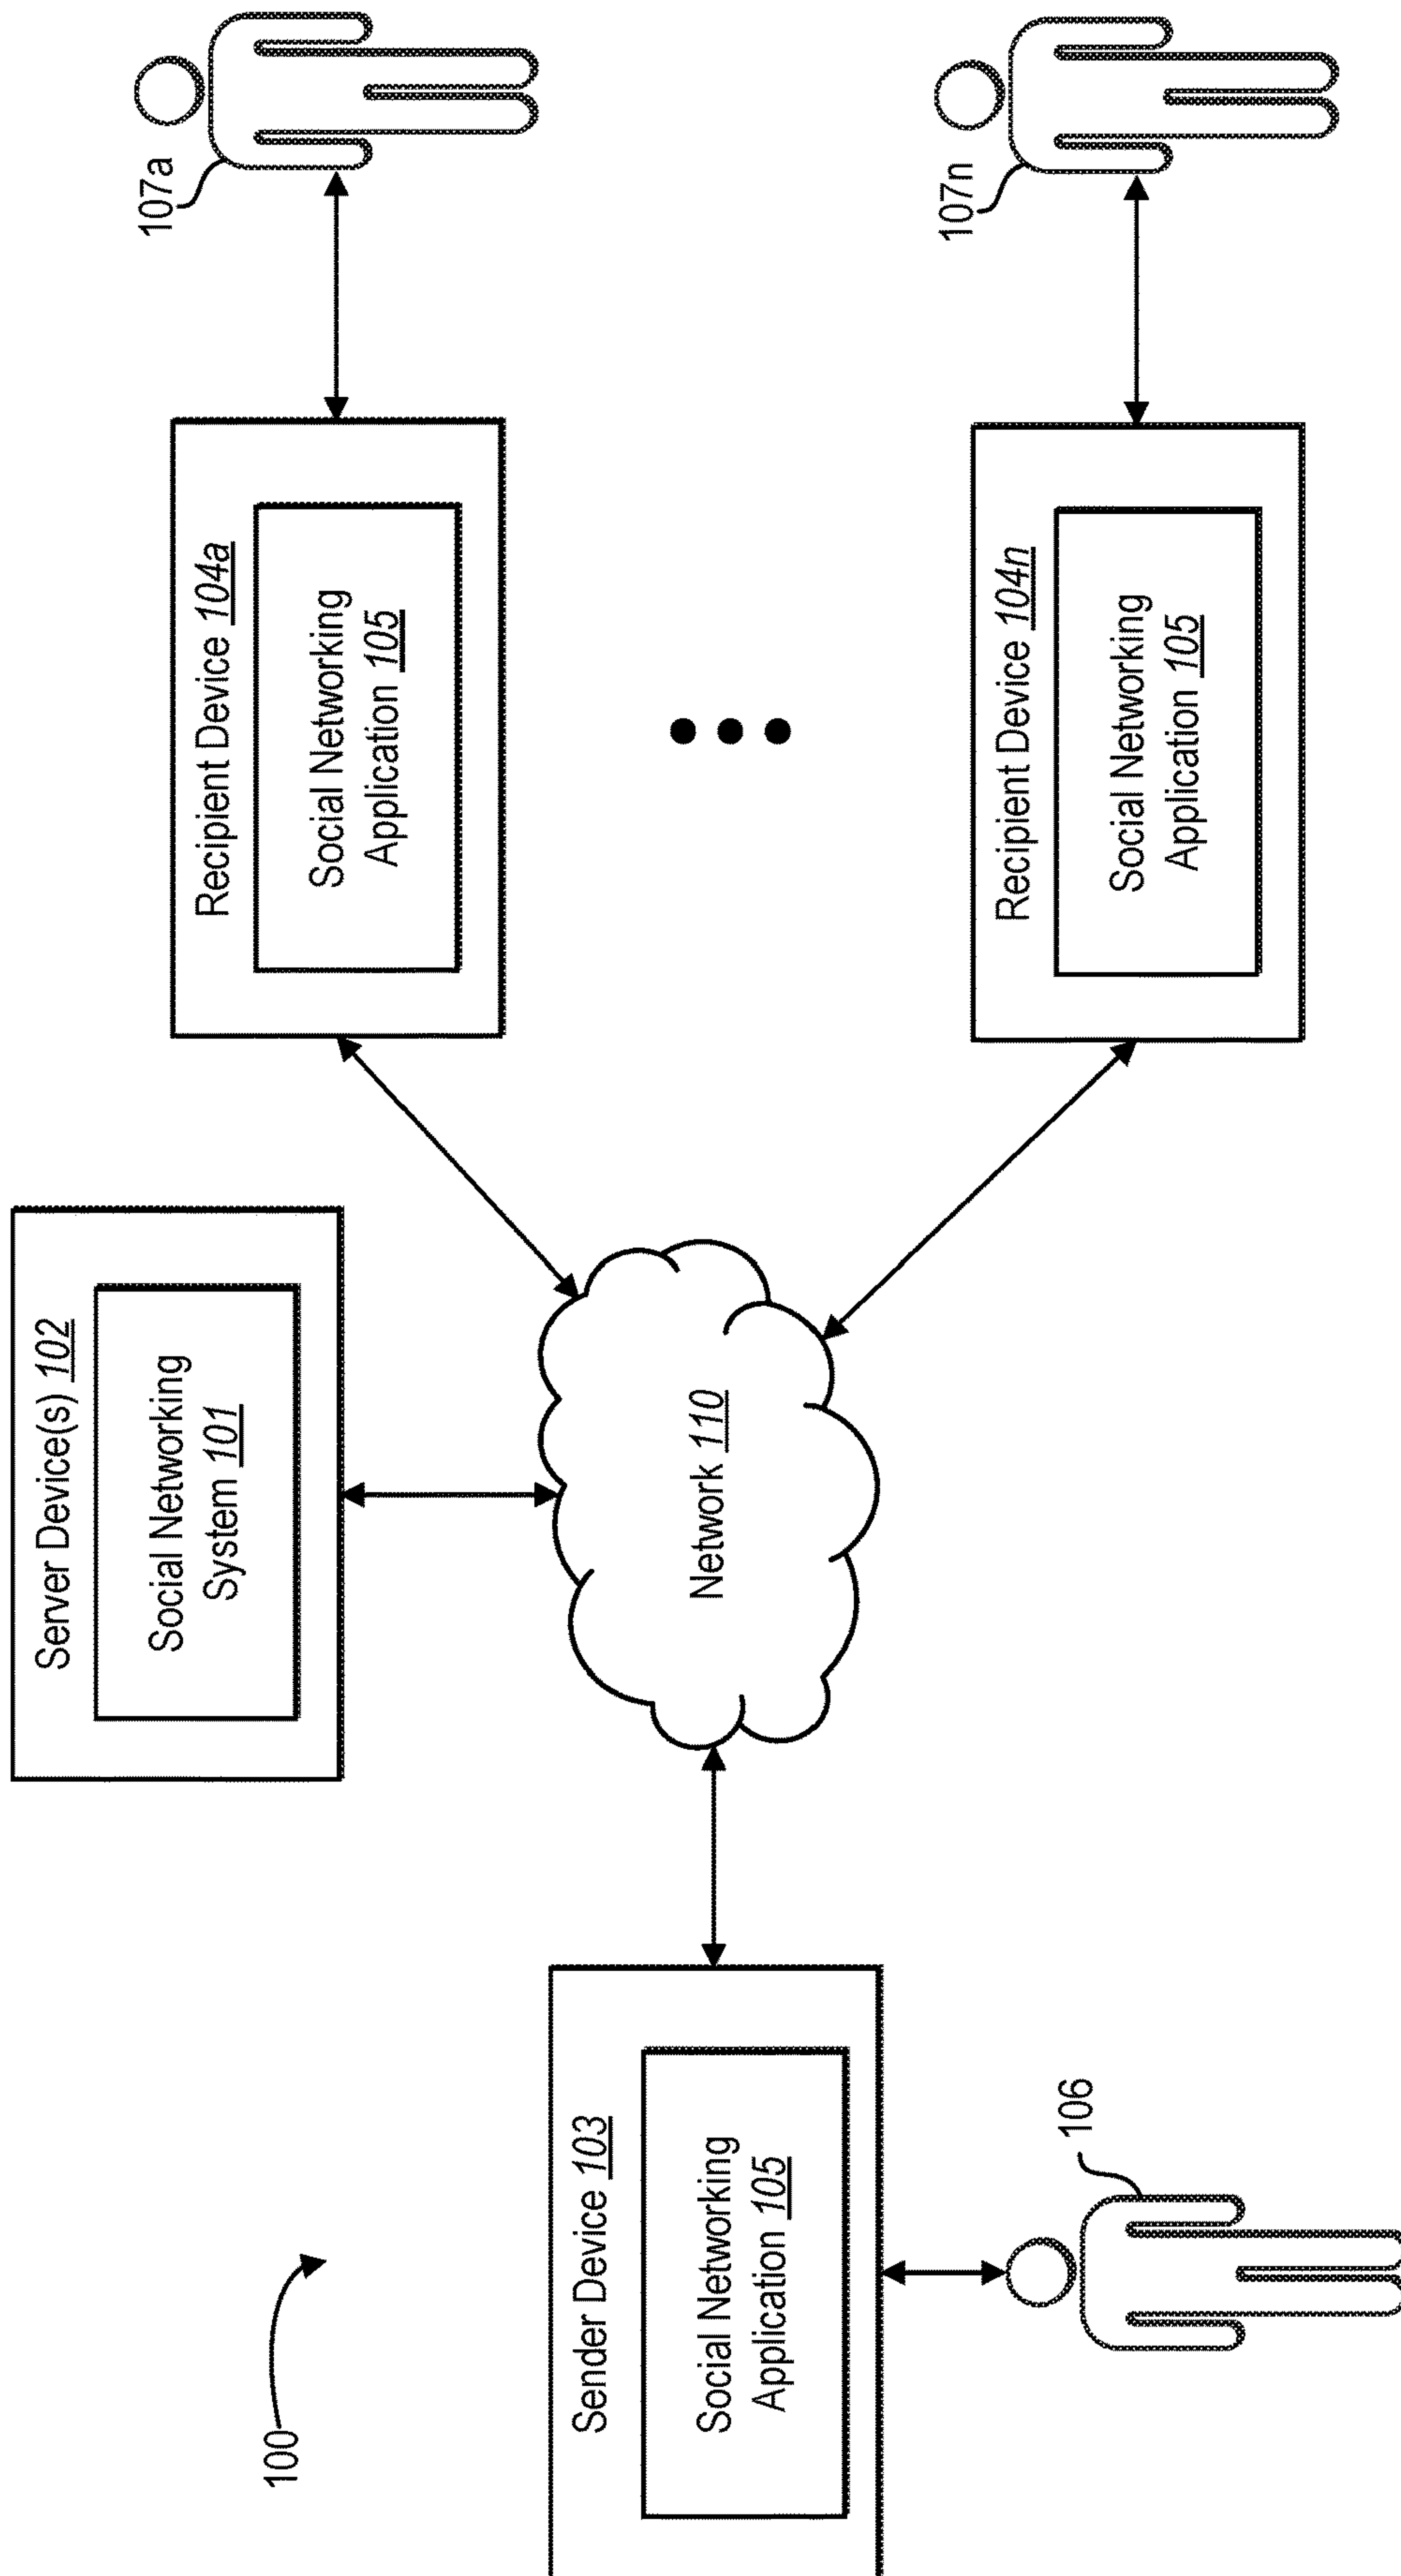 100
Server Device(s) 102
Social Networking
System 101
Recipient Device 104a
Social Networking
Application 105
107a
Sender Device 103
Social Networking
Application 105
106
Network 110
Recipient Device 104n
Social Networking
Application 105
107n